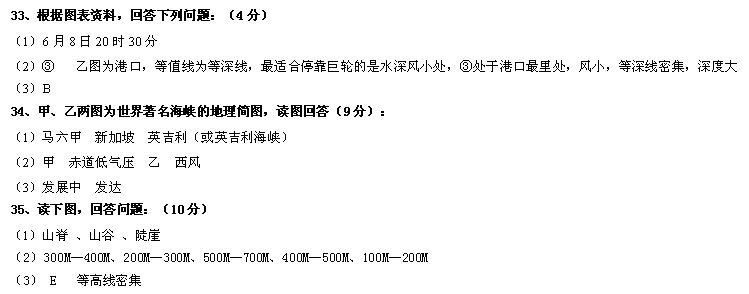 33、根据图表资料，回答下列问题：（4分）
（1）6月8日20时30分
（2）③　乙图为港口，等值线为等深线，最适合停靠巨轮的是水深风小处，③处于港口最里处，风小，等深线密集，深度大
（3）B
34、甲、乙两图为世界著名海峡的地理简图，读图回答（9分）：
（1）马六甲　新加坡　英吉利（或英吉利海峡）
（2）甲　赤道低气压　乙　西风
（3）发展中　发达
35、读下图，回答问题：（10分）
（1）山脊 、山谷 、陡崖
（2）300M—400M、200M—300M、500M—700M、400M—500M、100M—200M
（3） E　等高线密集